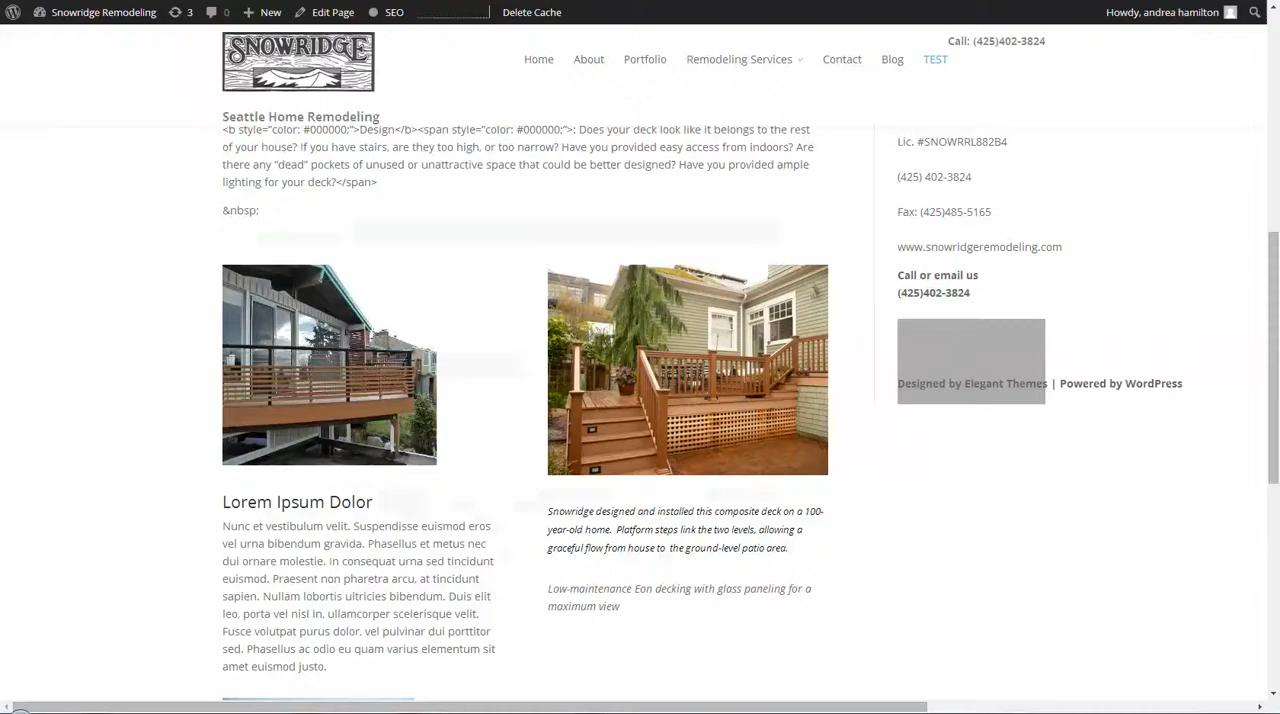 Snowridge Remodeling 3 0 + New Edit Page SEO Delete Cache Howdy, andrea hamilton
SNOWRIDGE
Call: (425)402-3824
Home About Portfolio Remodeling Services Contact Blog TEST
Seattle Home Remodeling
<b style="color: #000000;">Design</b><span style="color: #000000;">: Does your deck look like it belongs to the rest
of your house? If you have stairs, are they too high, or too narrow? Have you provided easy access from indoors? Are
there any “dead” pockets of unused or unattractive space that could be better designed? Have you provided ample
lighting for your deck?</span>
&nbsp;
Lorem Ipsum Dolor
Nunc et vestibulum velit. Suspendisse euismod eros
vel urna bibendum gravida. Phasellus et metus nec
dui ornare molestie. In consequat urna sed tincidunt
euismod. Praesent non pharetra arcu, at tincidunt
sapien. Nullam lobortis ultricies bibendum. Duis elit
leo, porta vel nisl in, ullamcorper scelerisque velit.
Fusce volutpat purus dolor, vel pulvinar dui porttitor
sed. Phasellus ac odio eu quam varius elementum sit
amet euismod justo.
Snowridge designed and installed this composite deck on a 100-
year-old home. Platform steps link the two levels, allowing a
graceful flow from house to the ground-level patio area.
Low-maintenance Eon decking with glass paneling for a
maximum view
Lic. #SNOWRRL882B4
(425) 402-3824
Fax: (425)485-5165
www.snowridgeremodeling.com
Call or email us
(425)402-3824
Designed by Elegant Themes | Powered by WordPress